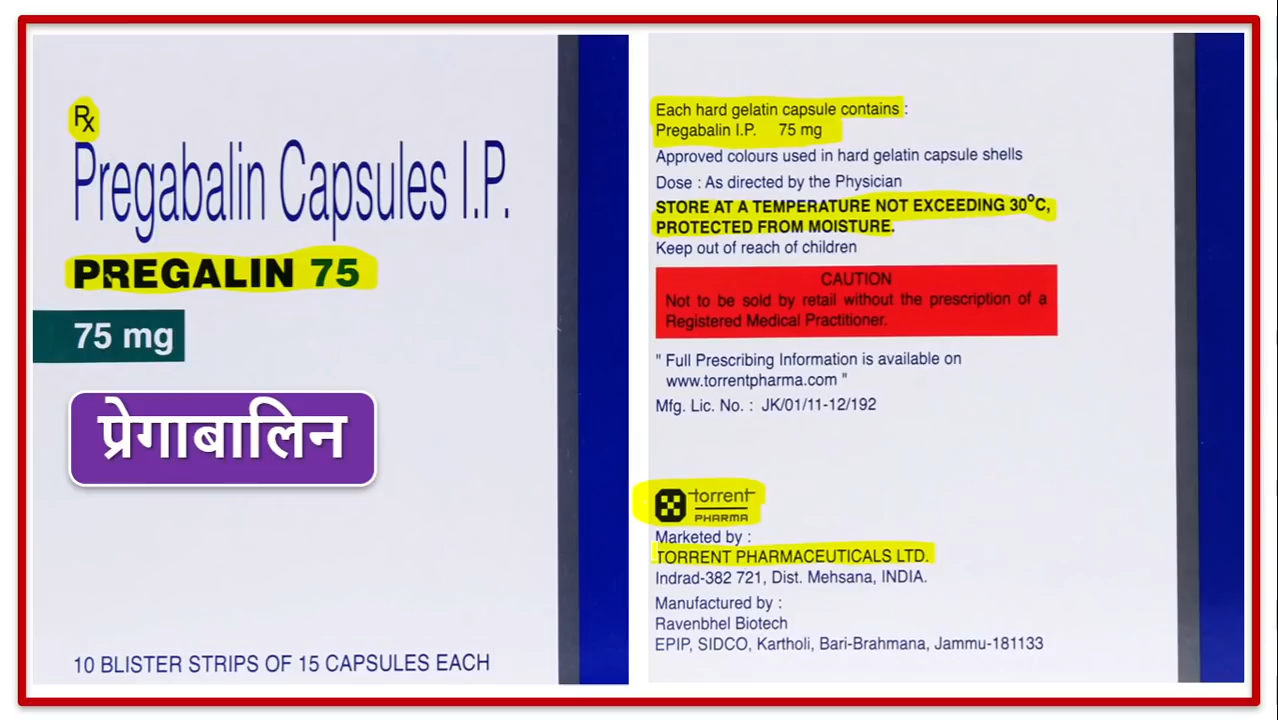 Rx
Pregabalin Capsules I.P.
PREGALIN 75
75 mg
प्रेगाबालिन
10 BLISTER STRIPS OF 15 CAPSULES EACH
Each hard gelatin capsule contains :
Pregabalin I.P. 75 mg
Approved colours used in hard gelatin capsule shells
Dose : As directed by the Physician
STORE AT A TEMPERATURE NOT EXCEEDING 30°C,
PROTECTED FROM MOISTURE.
Keep out of reach of children
CAUTION
Not to be sold by retail without the prescription of a
Registered Medical Practitioner.
" Full Prescribing Information is available on
www.torrentpharma.com "
Mfg. Lic. No. : JK/01/11-12/192
torrent
PHARMA
Marketed by :
TORRENT PHARMACEUTICALS LTD.
Indrad-382 721, Dist. Mehsana, INDIA.
Manufactured by :
Ravenbhel Biotech
EPIP, SIDCO, Kartholi, Bari-Brahmana, Jammu-181133